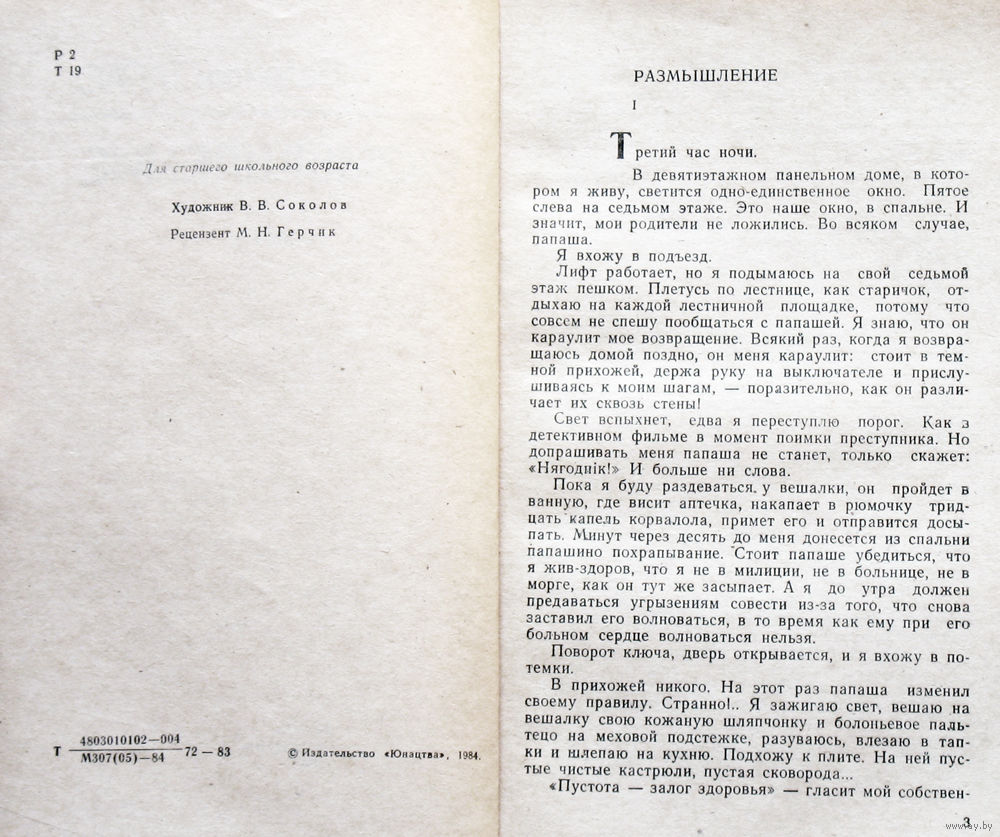 Р 2
Т 19
Для старшего школьного возраста
Художник В. В. Соколов
Рецензент М. Н. Герчик
Т 4803010102—004 72—83
М307(05)—84
© Издательство «Юнацтва», 1984.
РАЗМЫШЛЕНИЕ
I
Третий час ночи.
В девятиэтажном панельном доме, в кото-
ром я живу, светится одно-единственное окно. Пятое
слева на седьмом этаже. Это наше окно, в спальне. И
значит, мои родители не ложились. Во всяком случае,
папаша.
Я вхожу в подъезд.
Лифт работает, но я подымаюсь на свой седьмой
этаж пешком. Плетусь по лестнице, как старичок, от-
дыхаю на каждой лестничной площадке, потому что
совсем не спешу пообщаться с папашей. Я знаю, что он
караулит мое возвращение. Всякий раз, когда я возвра-
щаюсь домой поздно, он меня караулит: стоит в тем-
ной прихожей, держа руку на выключателе и прислу-
шиваясь к моим шагам, — поразительно, как он разли-
чает их сквозь стены!
Свет вспыхнет, едва я переступлю порог. Как в
детективном фильме в момент поимки преступника. Но
допрашивать меня папаша не станет, только скажет:
«Нягоднік!» И больше ни слова.
Пока я буду раздеваться у вешалки, он пройдет в
ванную, где висит аптечка, накапает в рюмочку трид-
цать капель корвалола, примет его и отправится досы-
пать. Минут через десять до меня донесется из спальни
папашино похрапывание. Стоит папаше убедиться, что
я жив-здоров, что я не в милиции, не в больнице, не в
морге, как он тут же засыпает. А я до утра должен
предаваться угрызениям совести из-за того, что снова
заставил его волноваться, в то время как ему при его
больном сердце волноваться нельзя.
Поворот ключа, дверь открывается, и я вхожу в по-
темки.
В прихожей никого. На этот раз папаша изменил
своему правилу. Странно!.. Я зажигаю свет, вешаю на
вешалку свою кожаную шляпчонку и болоньевое паль-
тецо на меховой подстежке, разуваюсь, влезаю в тап-
ки и шлепаю на кухню. Подхожу к плите. На ней пус-
тые чистые кастрюли, пустая сковорода...
«Пустота — залог здоровья» — гласит мой собствен-
3
www.ay.by